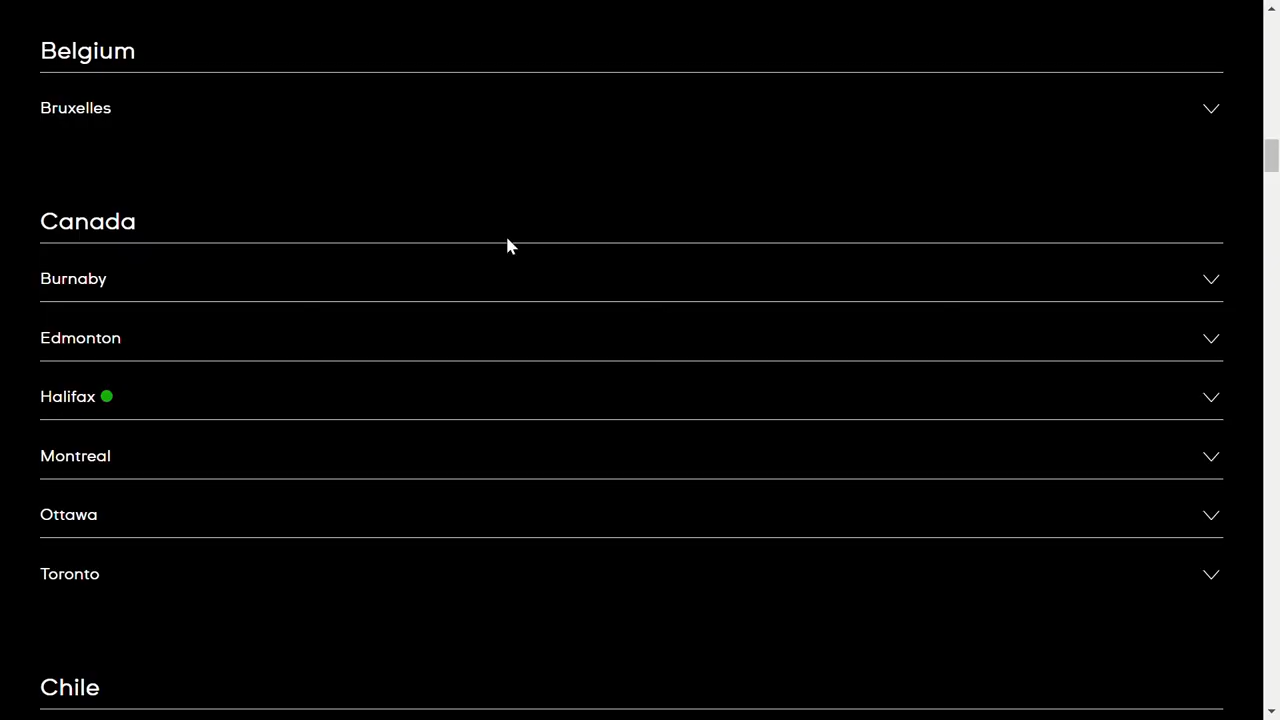 Belgium
Bruxelles
Canada
Burnaby
Edmonton
Halifax
Montreal
Ottawa
Toronto
Chile